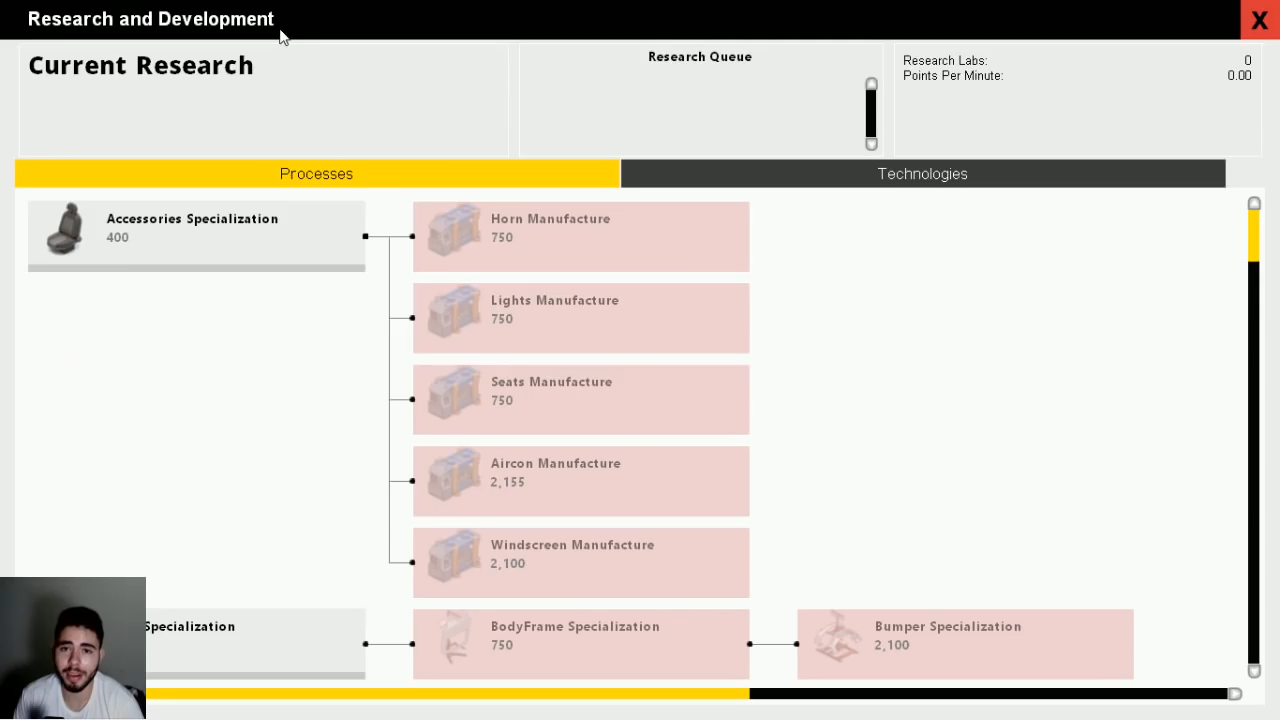 Research and Development
X
Current Research
Research Queue
Research Labs: 0
Points Per Minute: 0.00
Processes
Technologies
Accessories Specialization
400
Horn Manufacture
750
Lights Manufacture
750
Seats Manufacture
750
Aircon Manufacture
2,155
Windscreen Manufacture
2,100
Specialization
BodyFrame Specialization
750
Bumper Specialization
2,100